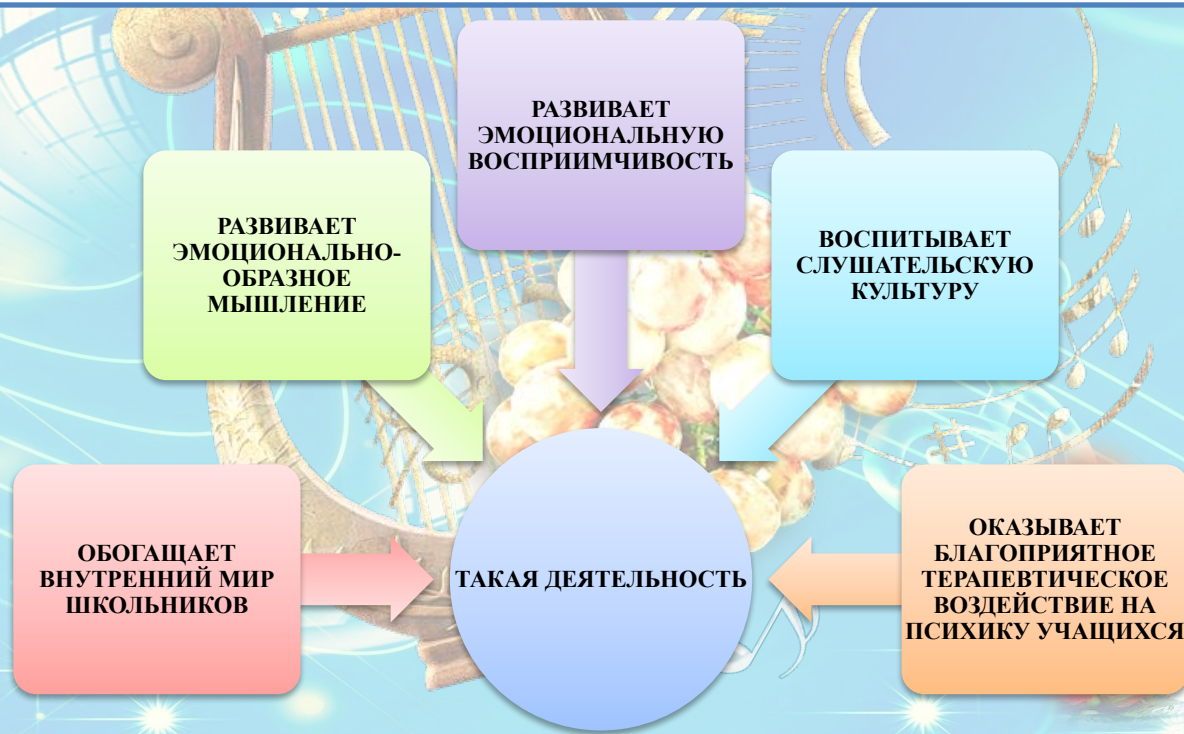 РАЗВИВАЕТ
ЭМОЦИОНАЛЬНУЮ
ВОСПРИИМЧИВОСТЬ
РАЗВИВАЕТ
ЭМОЦИОНАЛЬНО-
ОБРАЗНОЕ
МЫШЛЕНИЕ
ВОСПИТЫВАЕТ
СЛУШАТЕЛЬСКУЮ
КУЛЬТУРУ
ОБОГАЩАЕТ
ВНУТРЕННИЙ МИР
ШКОЛЬНИКОВ
ТАКАЯ ДЕЯТЕЛЬНОСТЬ
ОКАЗЫВАЕТ
БЛАГОПРИЯТНОЕ
ТЕРАПЕВТИЧЕСКОЕ
ВОЗДЕЙСТВИЕ НА
ПСИХИКУ УЧАЩИХСЯ